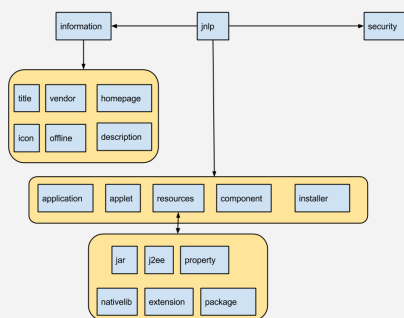 information jnlp security
title vendor homepage
icon offline description
application applet resources component installer
jar j2ee property
nativelib extension package